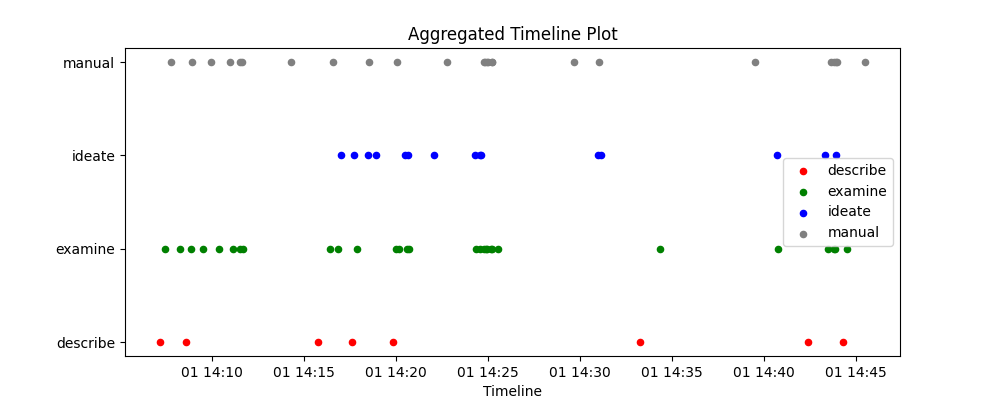 Aggregated Timeline Plot
manual
ideate
examine
describe
describe
examine
ideate
manual
01 14:10 01 14:15 01 14:20 01 14:25 01 14:30 01 14:35 01 14:40 01 14:45
Timeline